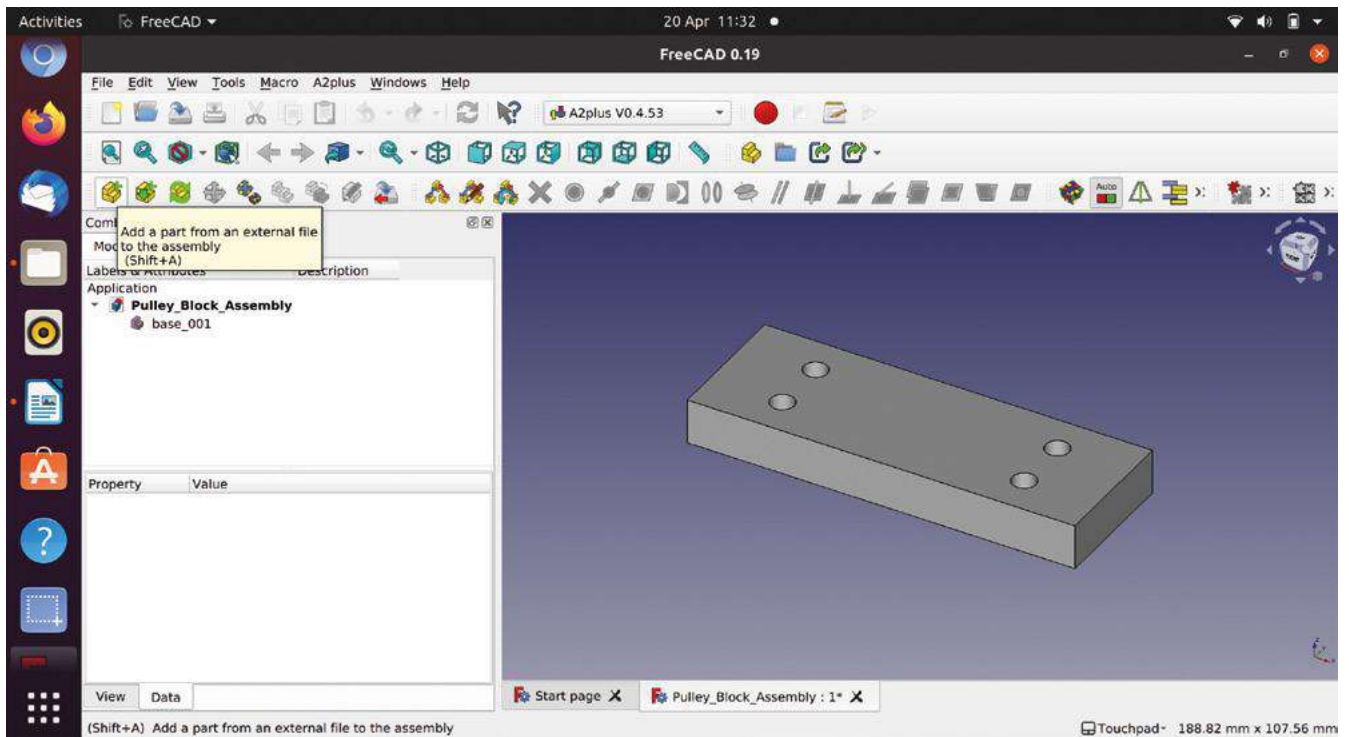 Activities FreeCAD 20 Apr 11:32
FreeCAD 0.19
File Edit View Tools Macro A2plus Windows Help
A2plus V0.4.53
Auto
Add a part from an external file
to the assembly
(Shift+A)
Labels & Attributes Description
Application
Pulley_Block_Assembly
base_001
Property Value
View Data
Start page Pulley_Block_Assembly : 1*
(Shift+A) Add a part from an external file to the assembly Touchpad 188.82 mm x 107.56 mm